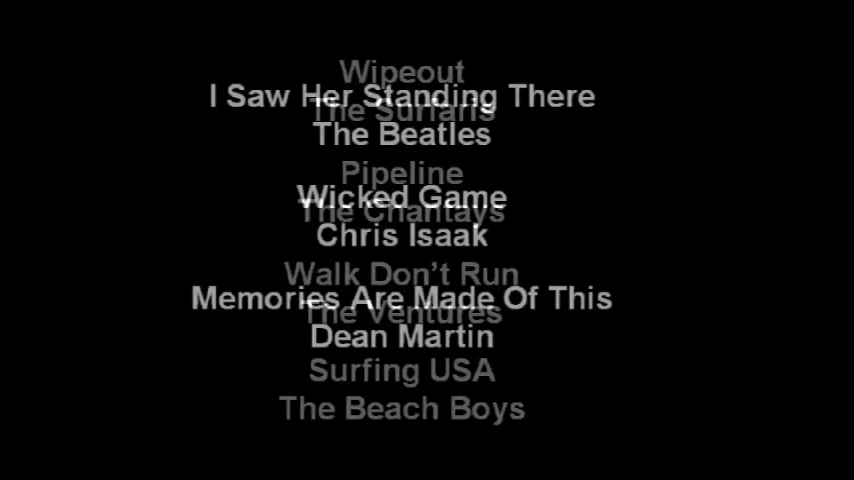 Wipeout
I Saw Her Standing There
The Surfaris
The Beatles
Pipeline
Wicked Game
The Chantays
Chris Isaak
Walk Don't Run
Memories Are Made Of This
The Ventures
Dean Martin
Surfing USA
The Beach Boys